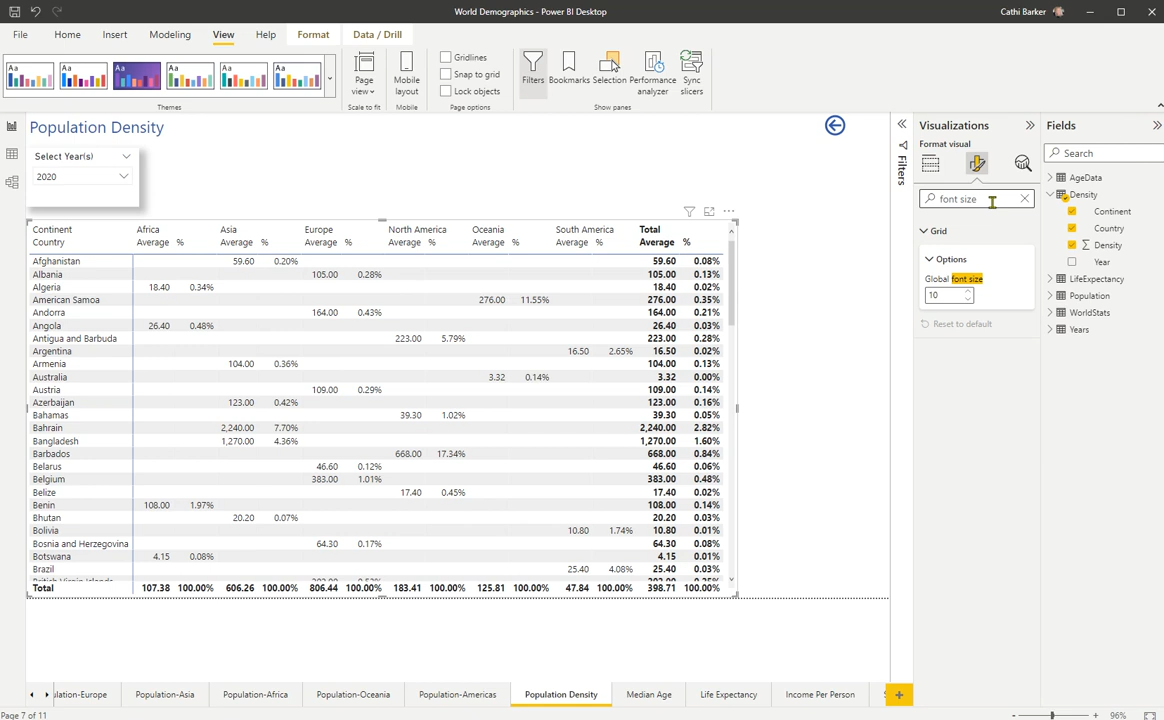 World Demographics - Power BI Desktop
Cathi Barker
File Home Insert Modeling View Help Format Data / Drill
Aa Aa Aa Aa Aa Aa
Page view
Mobile layout
Gridlines
Snap to grid
Lock objects
Filters Bookmarks Selection Performance analyzer Sync slicers
Themes Scale to fit Mobile Page options Show panes
Population Density
Select Year(s)
2020
Continent Africa Asia Europe North America Oceania South America Total
Country Average % Average % Average % Average % Average % Average % Average %
Afghanistan 59.60 0.20% 59.60 0.08%
Albania 105.00 0.28% 105.00 0.13%
Algeria 18.40 0.34% 18.40 0.02%
American Samoa 276.00 11.55% 276.00 0.35%
Andorra 164.00 0.43% 164.00 0.21%
Angola 26.40 0.48% 26.40 0.03%
Antigua and Barbuda 223.00 5.79% 223.00 0.28%
Argentina 16.50 2.65% 16.50 0.02%
Armenia 104.00 0.36% 104.00 0.13%
Australia 3.32 0.14% 3.32 0.00%
Austria 109.00 0.29% 109.00 0.14%
Azerbaijan 123.00 0.42% 123.00 0.16%
Bahamas 39.30 1.02% 39.30 0.05%
Bahrain 2,240.00 7.70% 2,240.00 2.82%
Bangladesh 1,270.00 4.36% 1,270.00 1.60%
Barbados 668.00 17.34% 668.00 0.84%
Belarus 46.60 0.12% 46.60 0.06%
Belgium 383.00 1.01% 383.00 0.48%
Belize 17.40 0.45% 17.40 0.02%
Benin 108.00 1.97% 108.00 0.14%
Bhutan 20.20 0.07% 20.20 0.03%
Bolivia 10.80 1.74% 10.80 0.01%
Bosnia and Herzegovina 64.30 0.17% 64.30 0.08%
Botswana 4.15 0.08% 4.15 0.01%
Brazil 25.40 4.08% 25.40 0.03%
Total 107.38 100.00% 606.26 100.00% 806.44 100.00% 183.41 100.00% 125.81 100.00% 47.84 100.00% 398.71 100.00%
Filters
Visualizations
Format visual
font size
Grid
Options
Global font size
10
Reset to default
Fields
Search
AgeData
Density
Continent
Country
Σ Density
Year
LifeExpectancy
Population
WorldStats
Years
ulation-Europe Population-Asia Population-Africa Population-Oceania Population-Americas Population Density Median Age Life Expectancy Income Per Person +
Page 7 of 11
- + 96%